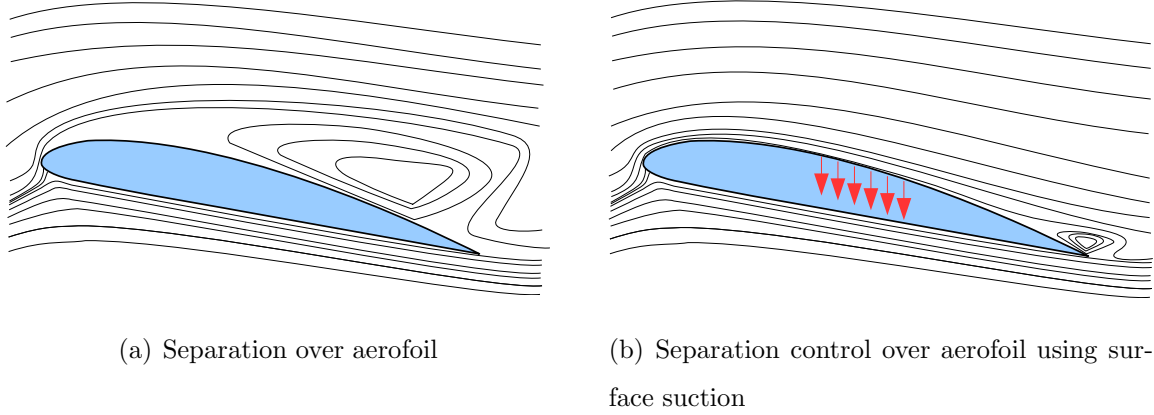 (a) Separation over aerofoil
(b) Separation control over aerofoil using sur-
face suction